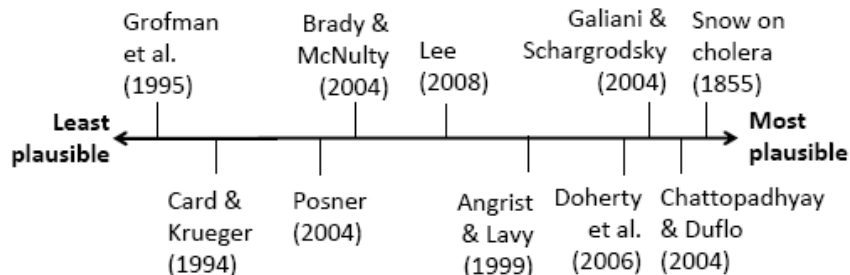 Grofman
et al.
(1995)
Brady &
McNulty
(2004)
Lee
(2008)
Galiani &
Schargrodsky
(2004)
Snow on
cholera
(1855)
Least
plausible
Most
plausible
Card &
Krueger
(1994)
Posner
(2004)
Angrist
& Lavy
(1999)
Doherty
et al.
(2006)
Chattopadhyay
& Duflo
(2004)